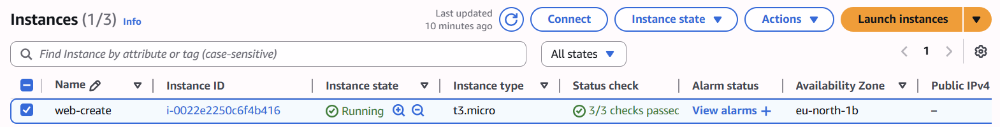 Instances (1/3) Info
Last updated
10 minutes ago
Connect
Instance state
Actions
Launch instances
Find Instance by attribute or tag (case-sensitive)
All states
1
Name Instance ID Instance state Instance type Status check Alarm status Availability Zone Public IPv4
web-create i-0022e2250c6f4b416 Running t3.micro 3/3 checks passec View alarms + eu-north-1b –